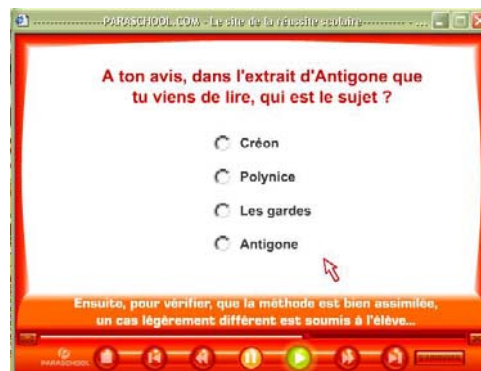 PARASCHOOL.COM - Le site de la réussite scolaire
A ton avis, dans l'extrait d'Antigone que
tu viens de lire, qui est le sujet ?
Créon
Polynice
Les gardes
Antigone
Ensuite, pour vérifier, que la méthode est bien assimilée,
un cas légèrement différent est soumis à l'élève...
PARASCHOOL